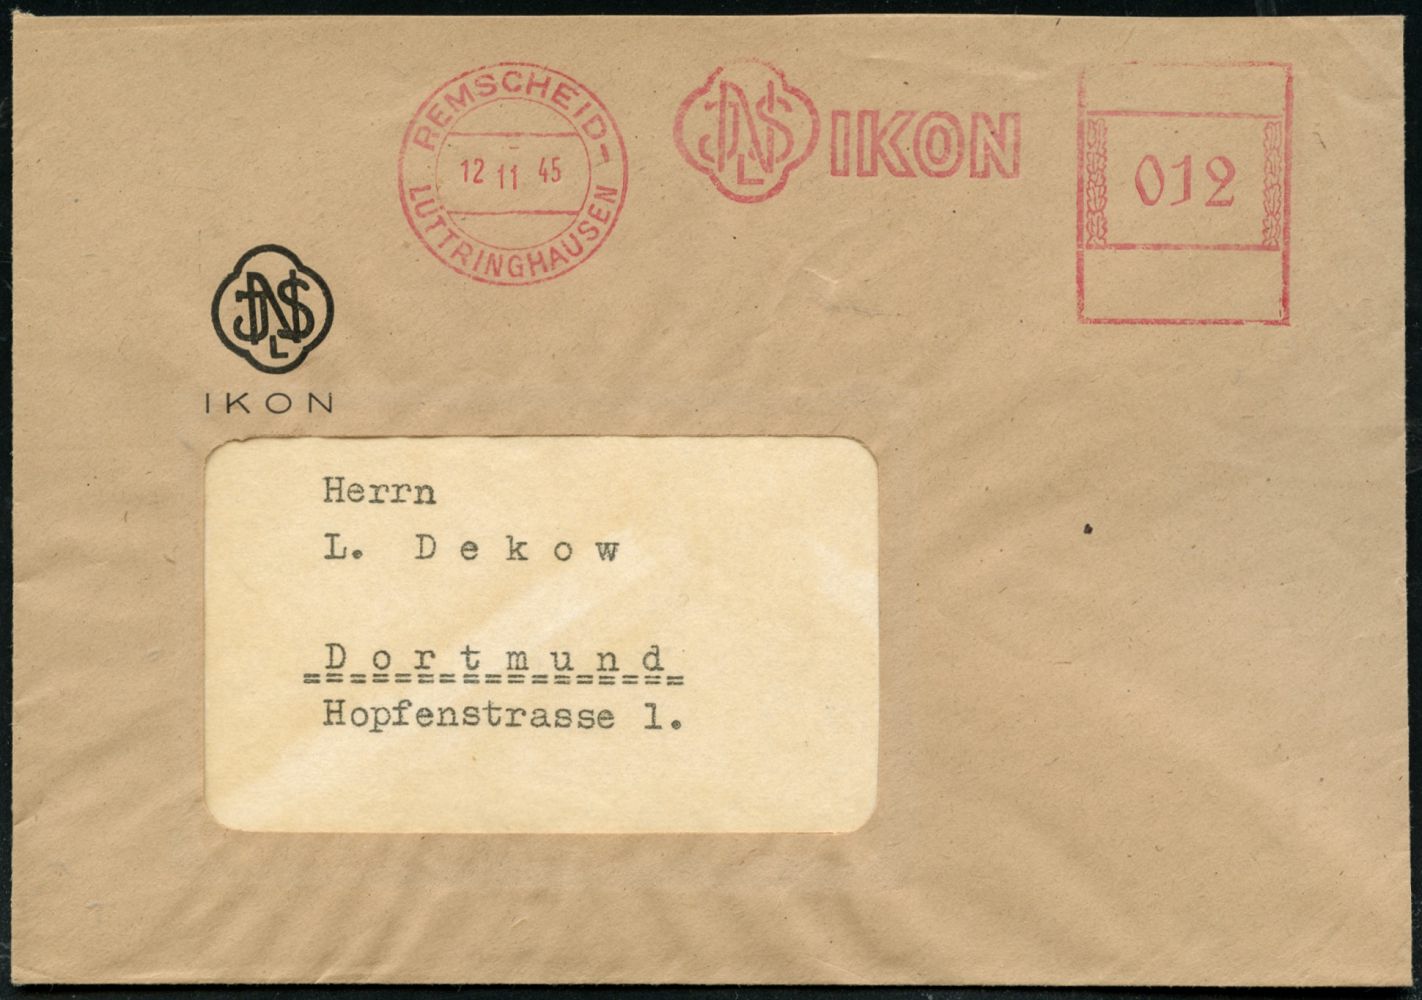 REMSCHEID-
LÜTTRINGHAUSEN
12 11 45
IKON
012
IKON
Herrn
L. Dekow
Dortmund
Hopfenstrasse 1.